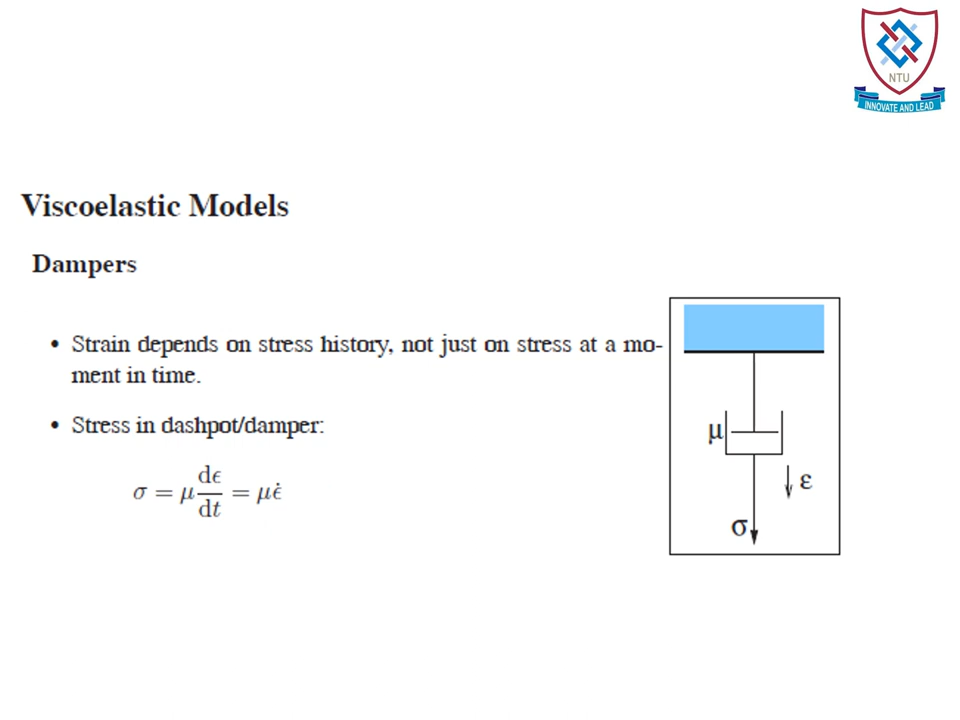 NTU
INNOVATE AND LEAD
Viscoelastic Models
Dampers
• Strain depends on stress history, not just on stress at a mo-
ment in time.
• Stress in dashpot/damper:
σ = μ dϵ/dt = μϵ̇
μ
ε
σ